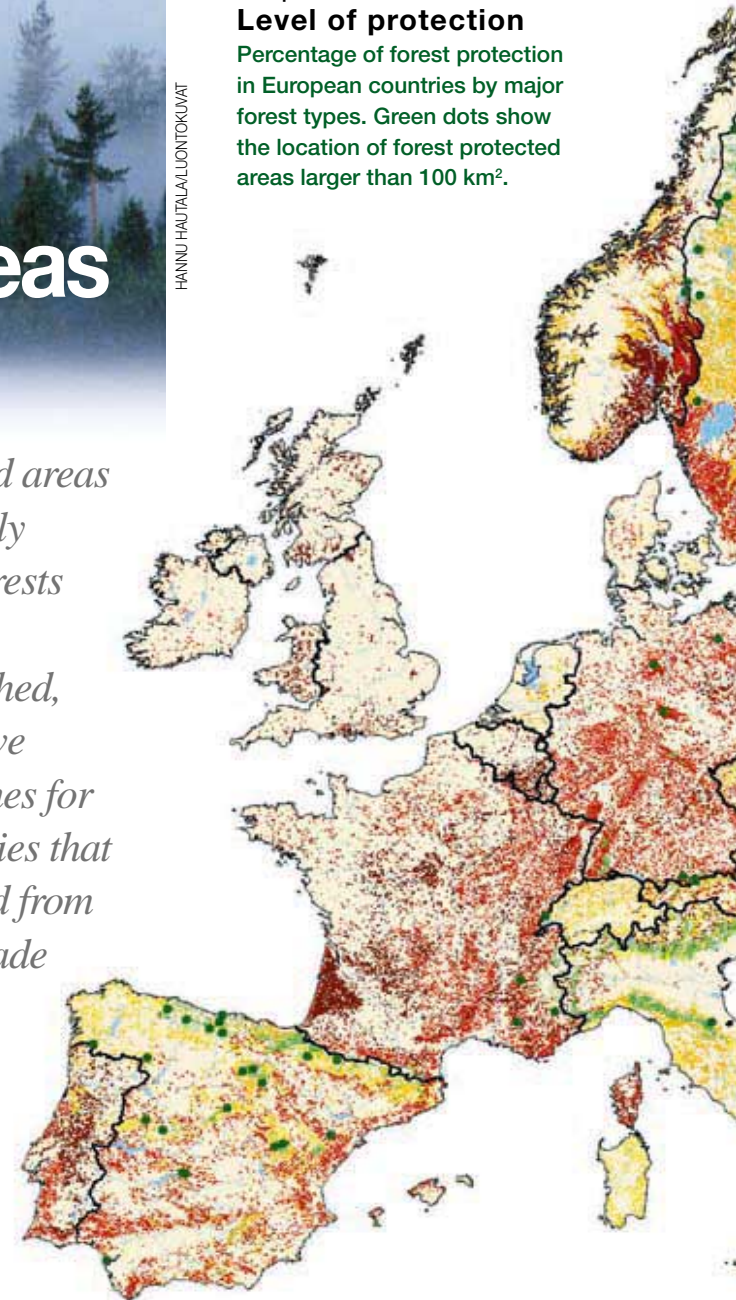 Level of protection
Percentage of forest protection
in European countries by major
forest types. Green dots show
the location of forest protected
areas larger than 100 km².
HANNU HAUTALA/LUONTOKUVAT
eas
d areas
ly
rests
hed,
ve
nes for
ies that
d from
ade